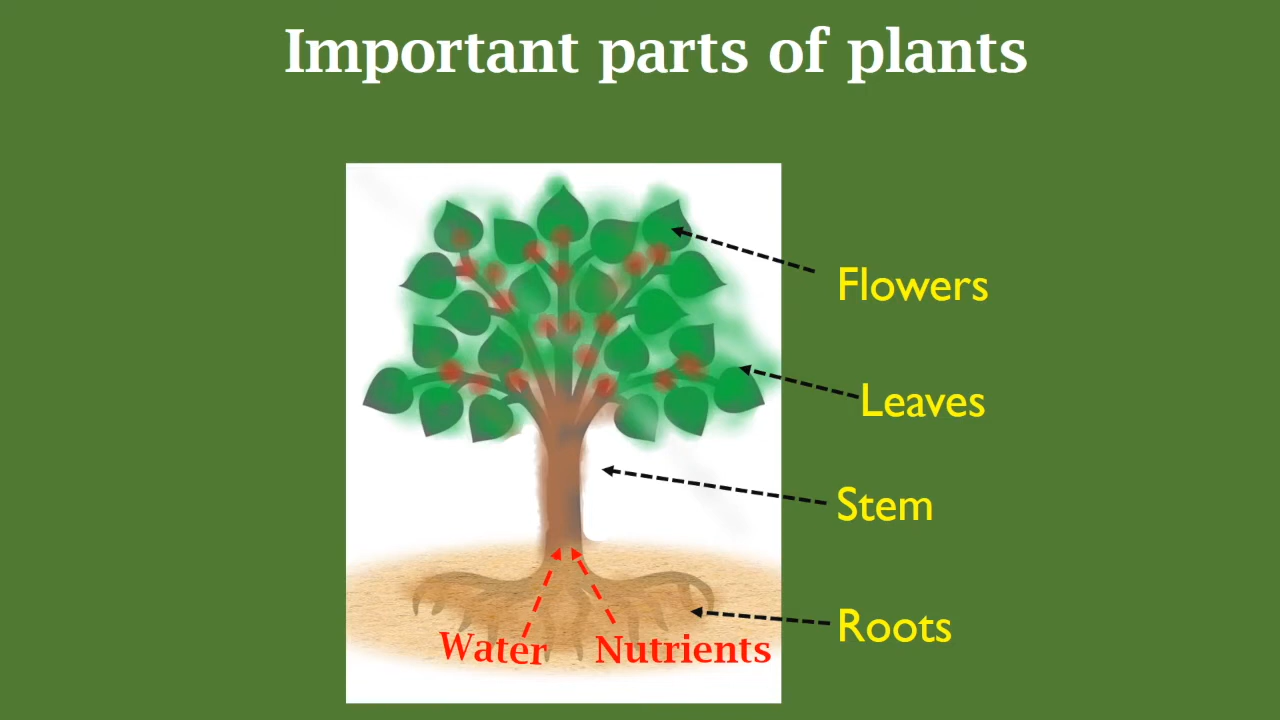 Important parts of plants
Flowers
Leaves
Stem
Roots
Water
Nutrients